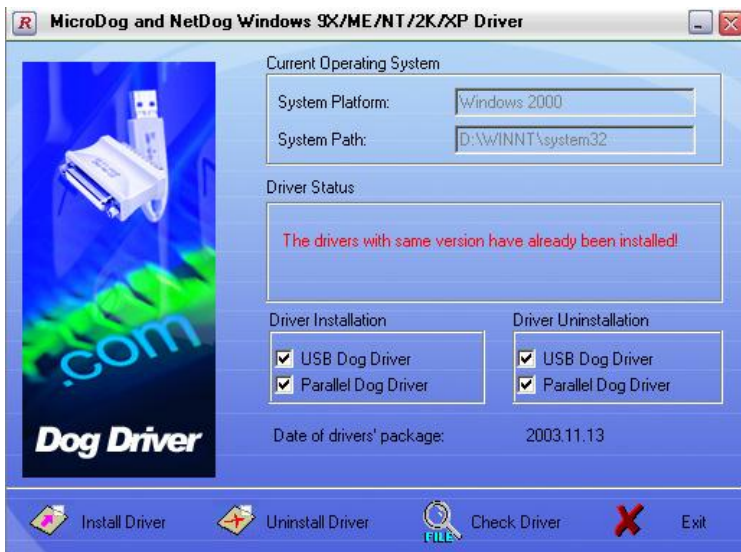 R MicroDog and NetDog Windows 9X/ME/NT/2K/XP Driver
Current Operating System
System Platform: Windows 2000
System Path: D:\WINNT\system32
Driver Status
The drivers with same version have already been installed!
Driver Installation Driver Uninstallation
USB Dog Driver USB Dog Driver
Parallel Dog Driver Parallel Dog Driver
.com
Dog Driver
Date of drivers' package: 2003.11.13
Install Driver Uninstall Driver FILE Check Driver Exit